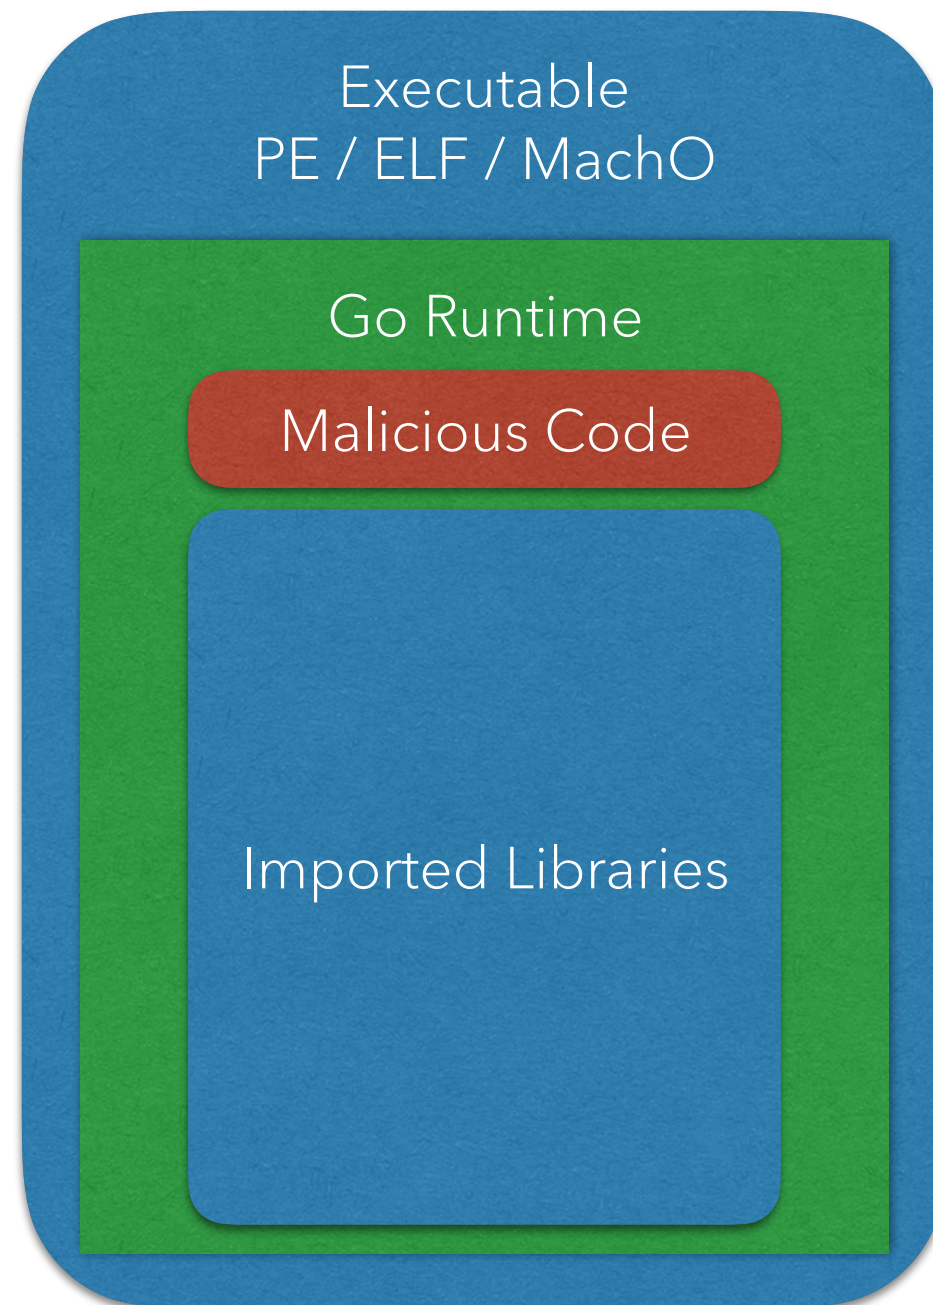 Executable
PE / ELF / MachO
Go Runtime
Malicious Code
Imported Libraries